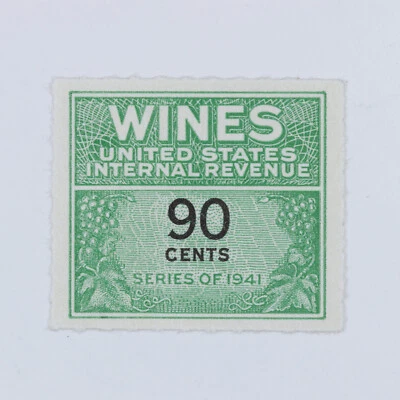 WINES
UNITED STATES
INTERNAL REVENUE
90
CENTS
SERIES OF 1941